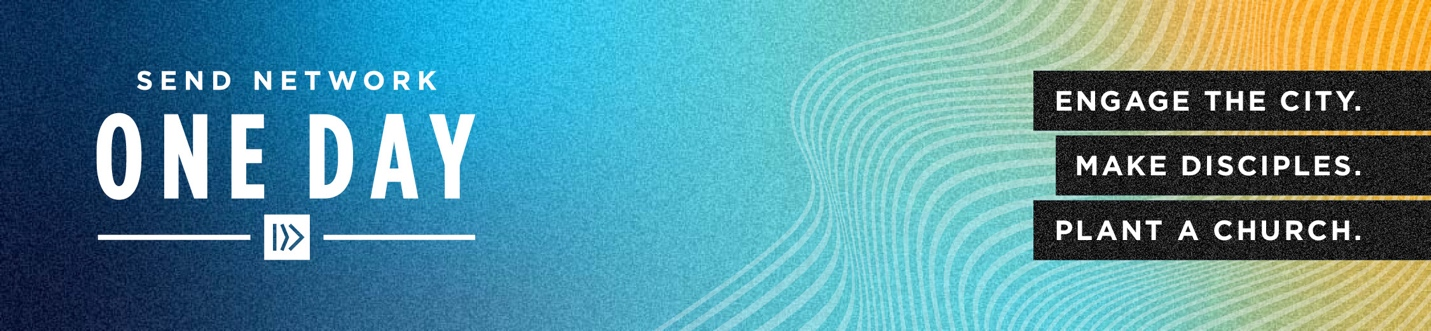 SEND NETWORK
ONE DAY
ENGAGE THE CITY.
MAKE DISCIPLES.
PLANT A CHURCH.